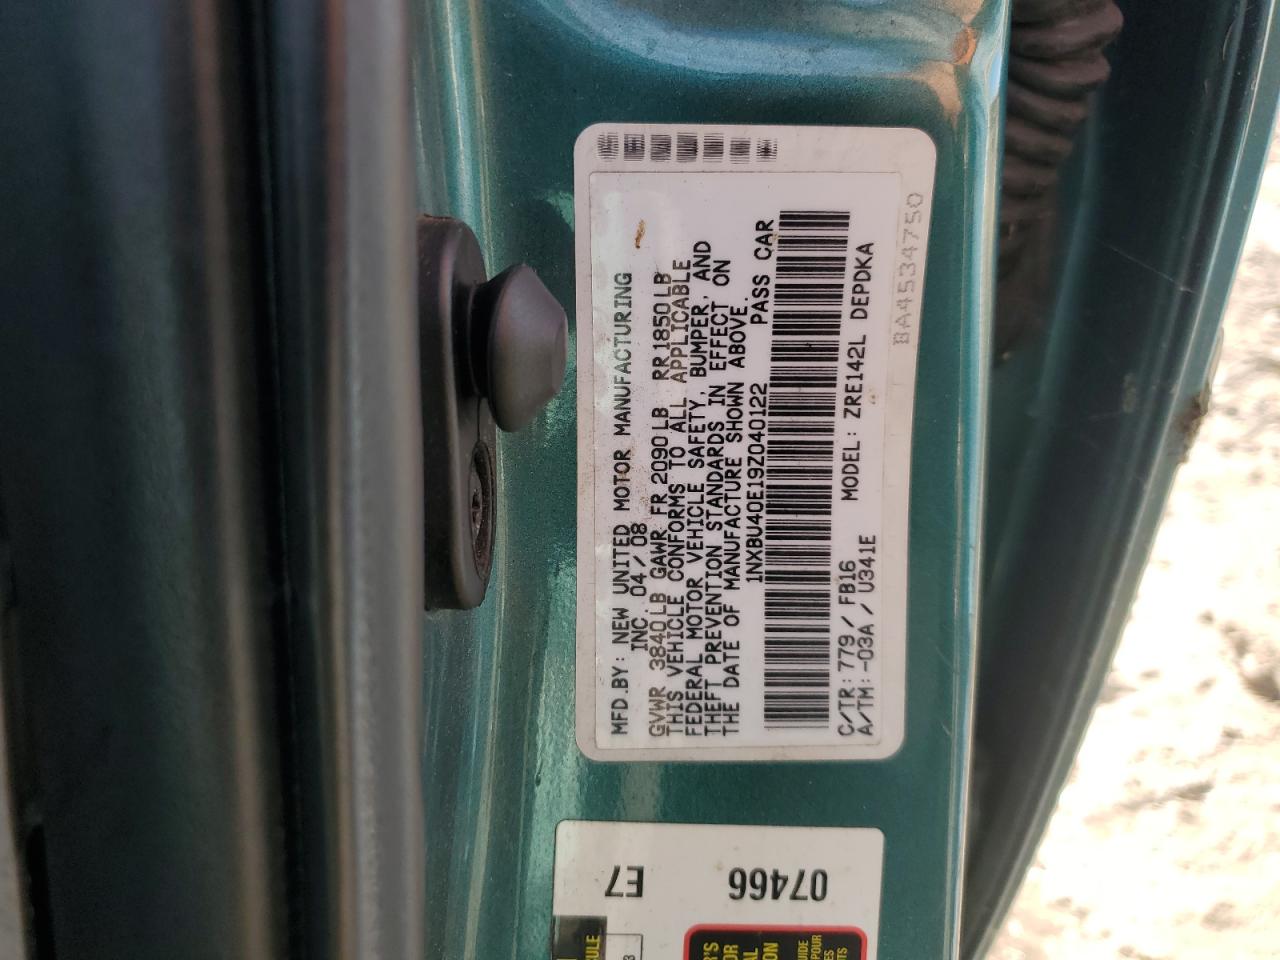 MFD.BY: NEW UNITED MOTOR MANUFACTURING
INC. 04/08
GVWR 3840LB GAWR FR2090LB RR1850LB
THIS VEHICLE CONFORMS TO ALL APPLICABLE
FEDERAL MOTOR VEHICLE SAFETY, BUMPER, AND
THEFT PREVENTION STANDARDS IN EFFECT ON
THE DATE OF MANUFACTURE SHOWN ABOVE.
1NXBU40E19Z040122 PASS CAR
C/TR: 779/FB16 MODEL: ZRE142L DEPDKA
A/TM: -03A/U341E
BA4534750
E7 07466